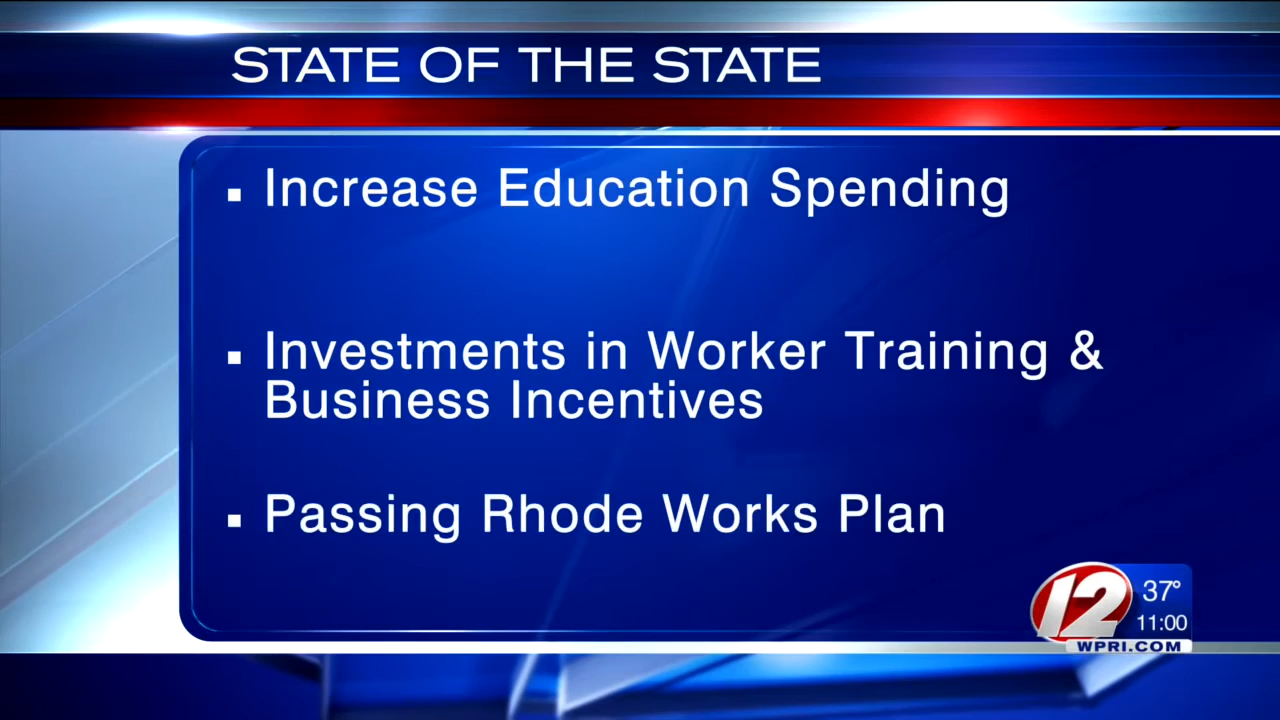 STATE OF THE STATE
▪ Increase Education Spending
▪ Investments in Worker Training &
Business Incentives
▪ Passing Rhode Works Plan
12
37°
11:00
WPRI.COM